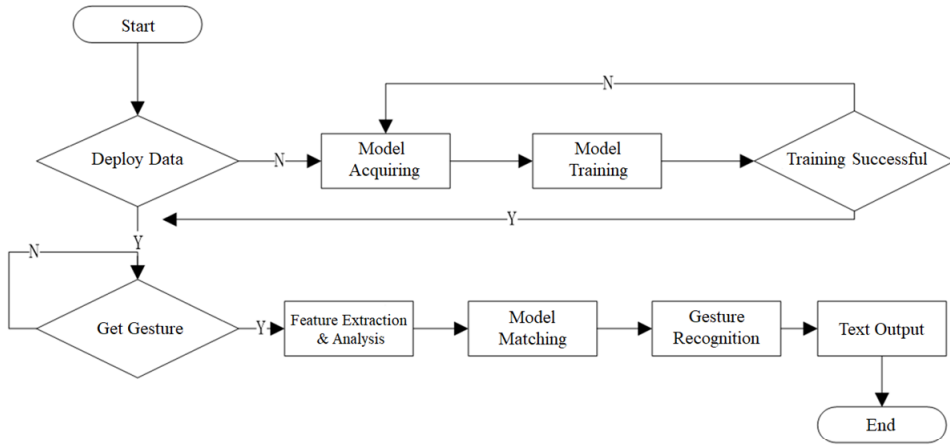 Start
N
Deploy Data
N
Model
Acquiring
Model
Training
Training Successful
Y
Y
N
Get Gesture
Y
Feature Extraction
& Analysis
Model
Matching
Gesture
Recognition
Text Output
End